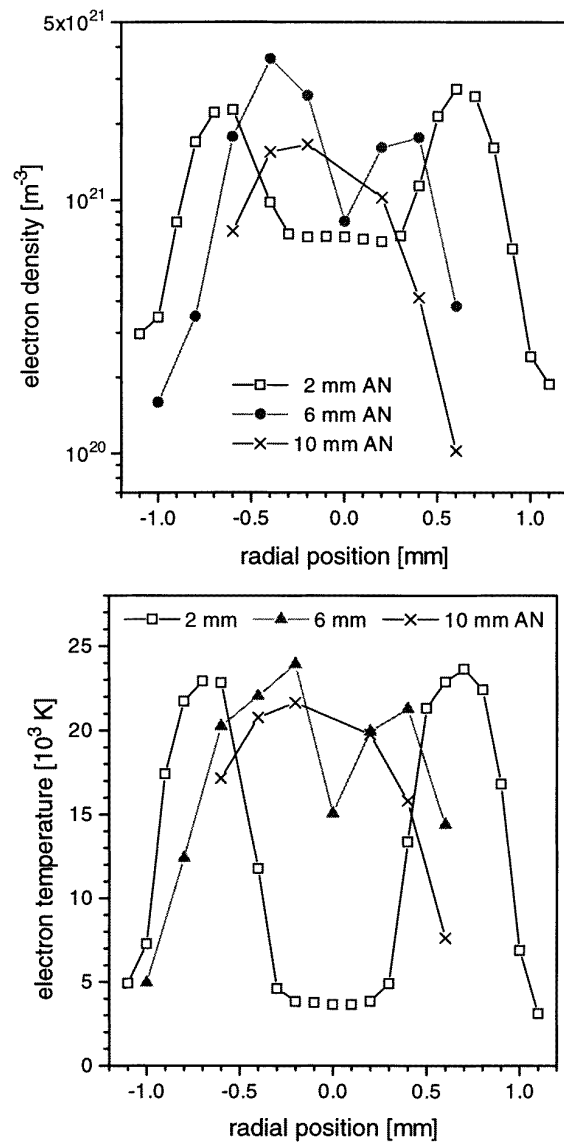 5x10²¹
10²¹
10²⁰
electron density [m⁻³]
2 mm AN
6 mm AN
10 mm AN
-1.0 -0.5 0.0 0.5 1.0
radial position [mm]
2 mm 6 mm 10 mm AN
25
20
15
10
5
0
electron temperature [10³ K]
-1.0 -0.5 0.0 0.5 1.0
radial position [mm]